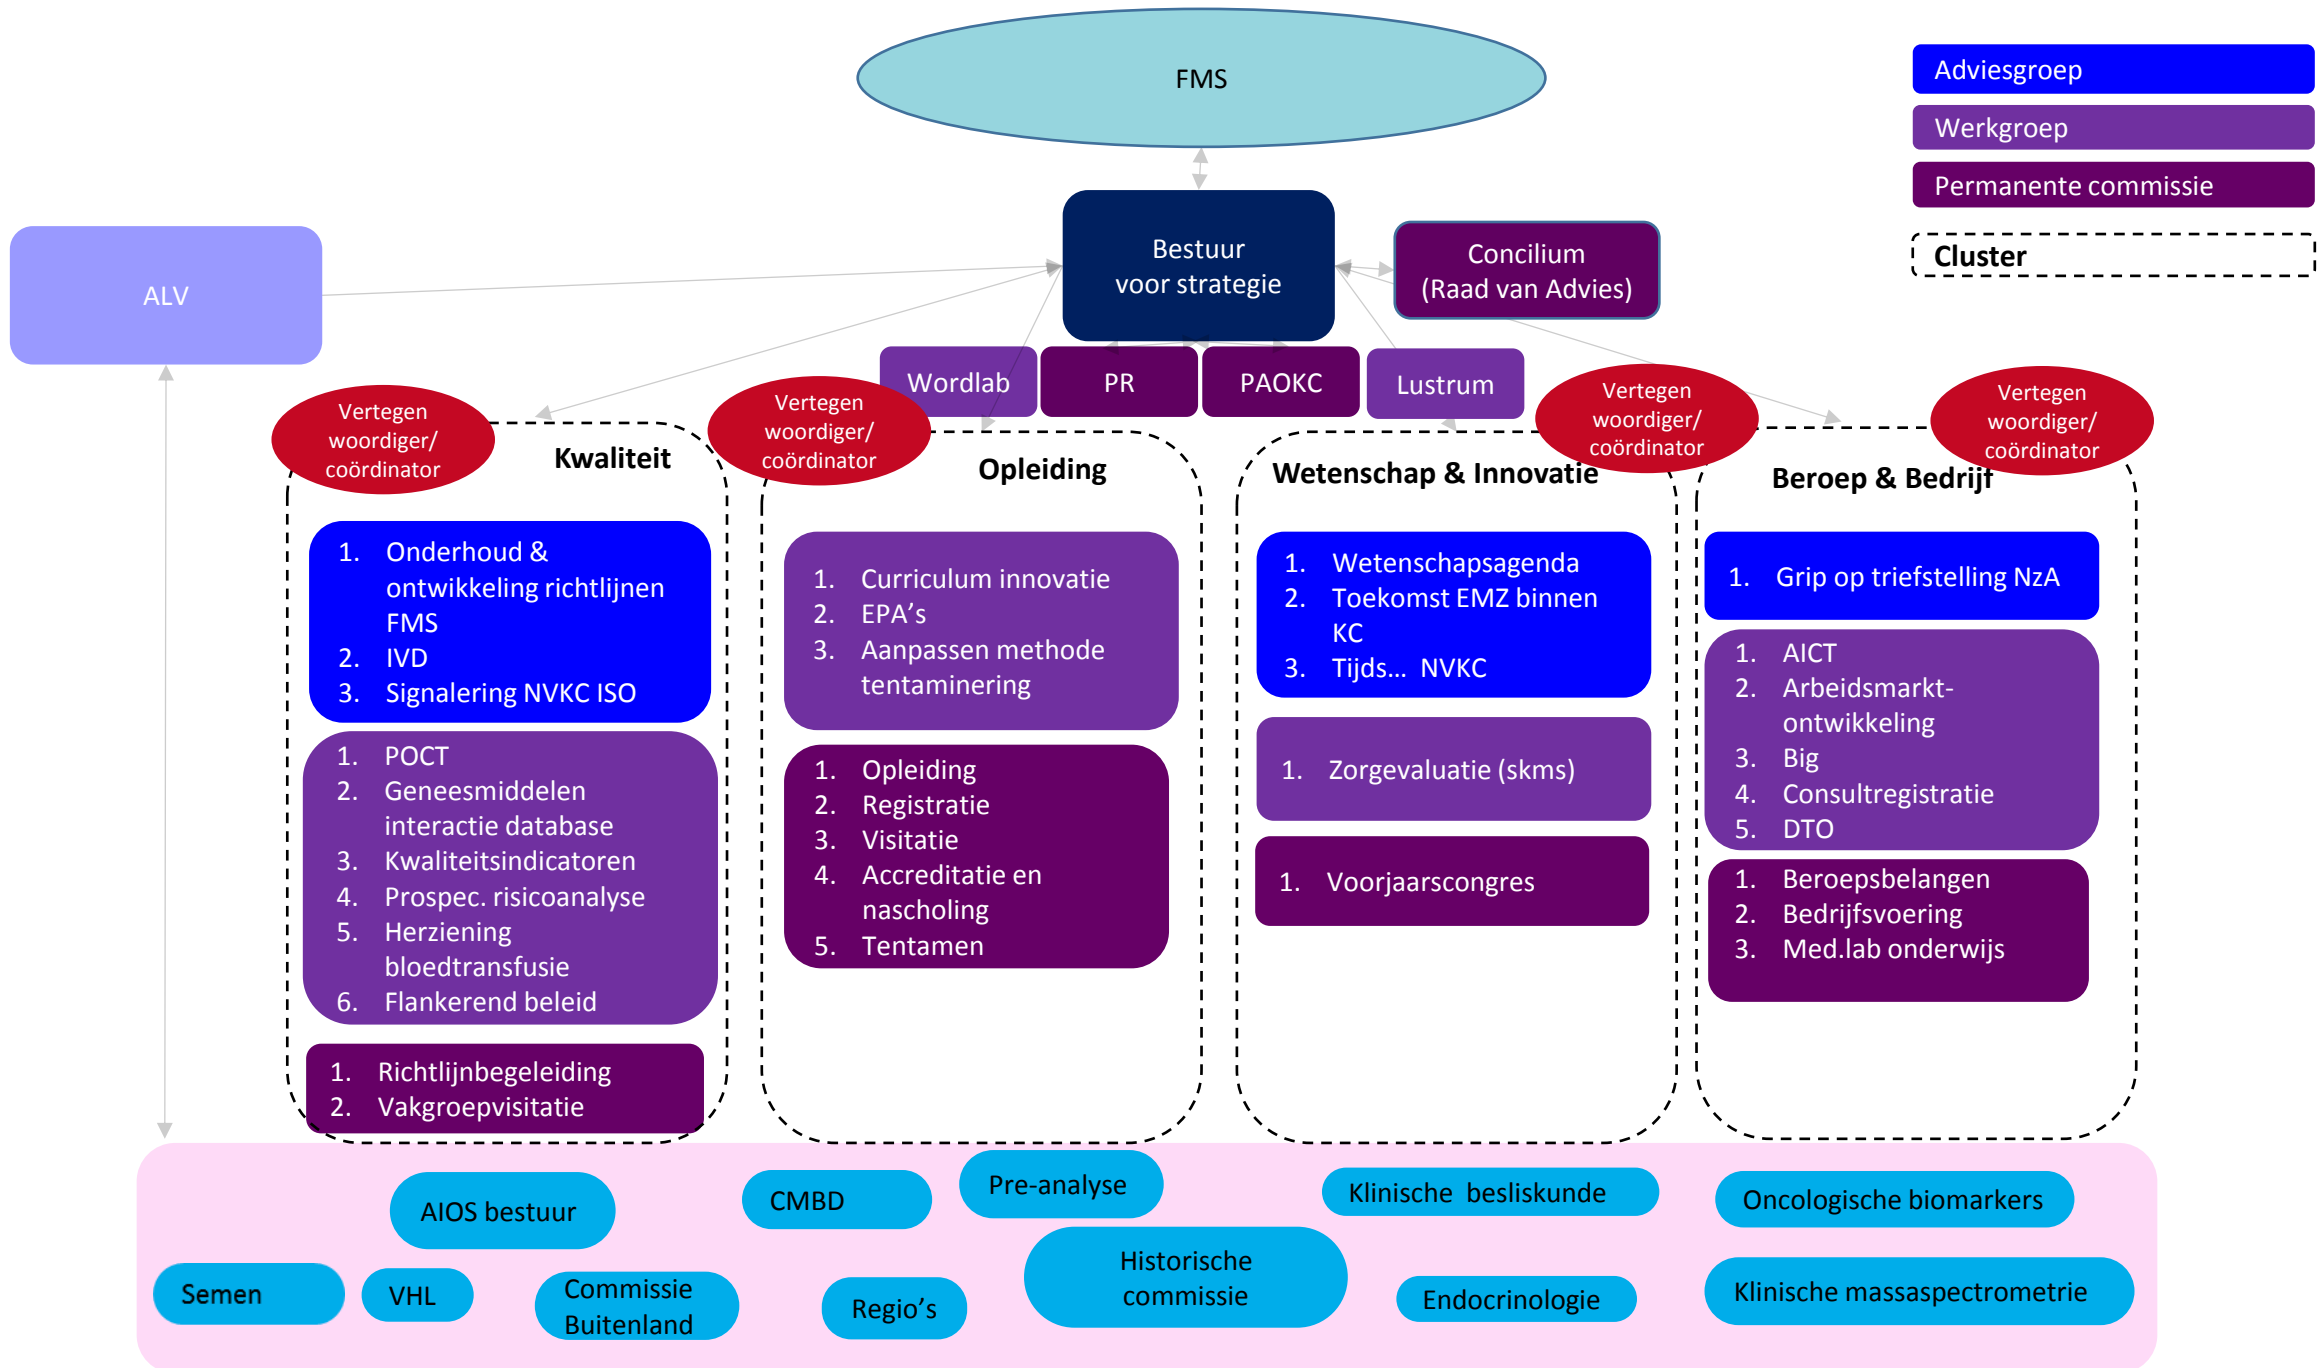 FMS
Adviesgroep
Werkgroep
Permanente commissie
Cluster
ALV
Bestuur
voor strategie
Concilium
(Raad van Advies)
Wordlab
PR
PAOKC
Lustrum
Vertegen
woordiger/
coördinator
Kwaliteit
1. Onderhoud &
ontwikkeling richtlijnen
FMS
2. IVD
3. Signalering NVKC ISO
1. POCT
2. Geneesmiddelen
interactie database
3. Kwaliteitsindicatoren
4. Prospec. risicoanalyse
5. Herziening
bloedtransfusie
6. Flankerend beleid
1. Richtlijnbegeleiding
2. Vakgroepvisitatie
Vertegen
woordiger/
coördinator
Opleiding
1. Curriculum innovatie
2. EPA’s
3. Aanpassen methode
tentaminering
1. Opleiding
2. Registratie
3. Visitatie
4. Accreditatie en
nascholing
5. Tentamen
Vertegen
woordiger/
coördinator
Wetenschap & Innovatie
1. Wetenschapsagenda
2. Toekomst EMZ binnen
KC
3. Tijds... NVKC
1. Zorgevaluatie (skms)
1. Voorjaarscongres
Vertegen
woordiger/
coördinator
Beroep & Bedrijf
1. Grip op triefstelling NzA
1. AICT
2. Arbeidsmarkt-
ontwikkeling
3. Big
4. Consultregistratie
5. DTO
1. Beroepsbelangen
2. Bedrijfsvoering
3. Med.lab onderwijs
AIOS bestuur
CMBD
Pre-analyse
Klinische besliskunde
Oncologische biomarkers
Semen
VHL
Commissie
Buitenland
Regio’s
Historische
commissie
Endocrinologie
Klinische massaspectrometrie